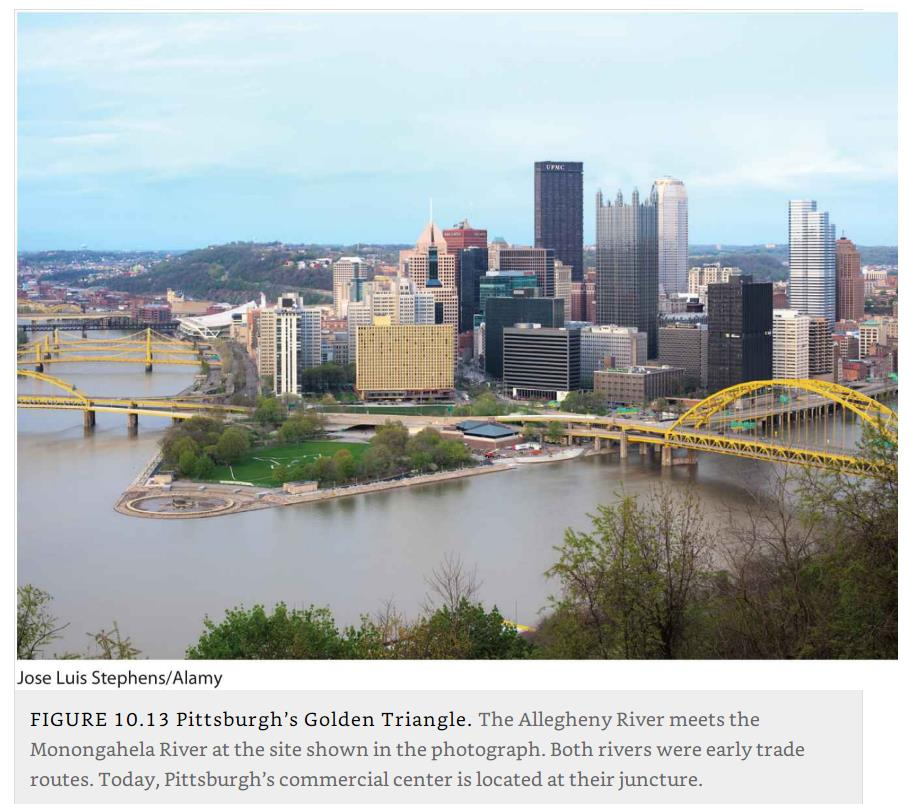 UPMC
Jose Luis Stephens/Alamy
FIGURE 10.13 Pittsburgh’s Golden Triangle. The Allegheny River meets the
Monongahela River at the site shown in the photograph. Both rivers were early trade
routes. Today, Pittsburgh’s commercial center is located at their juncture.